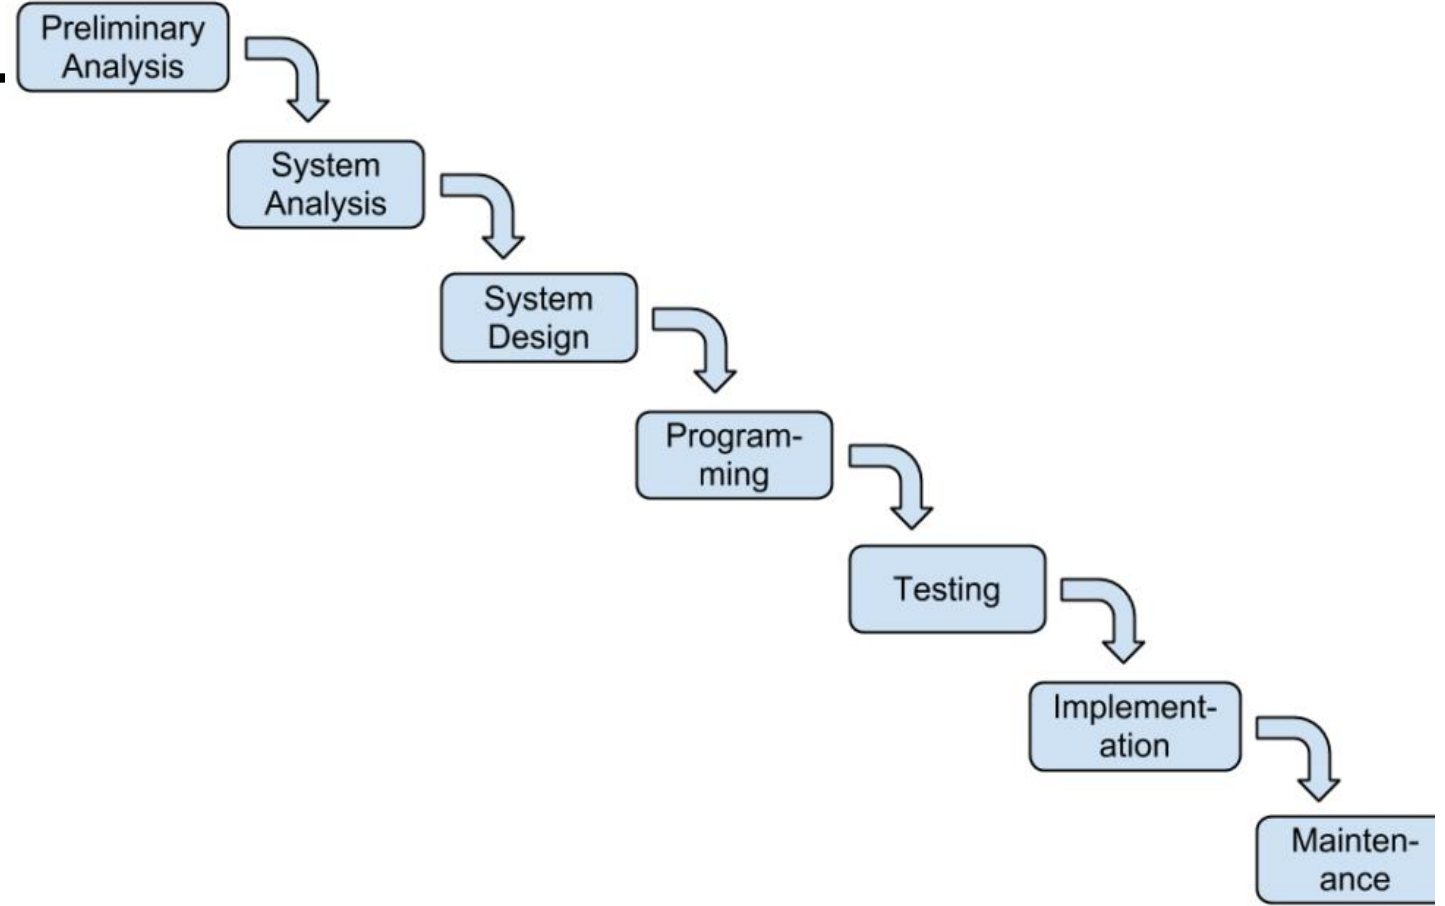 Preliminary
Analysis
System
Analysis
System
Design
Program-
ming
Testing
Implement-
ation
Mainten-
ance